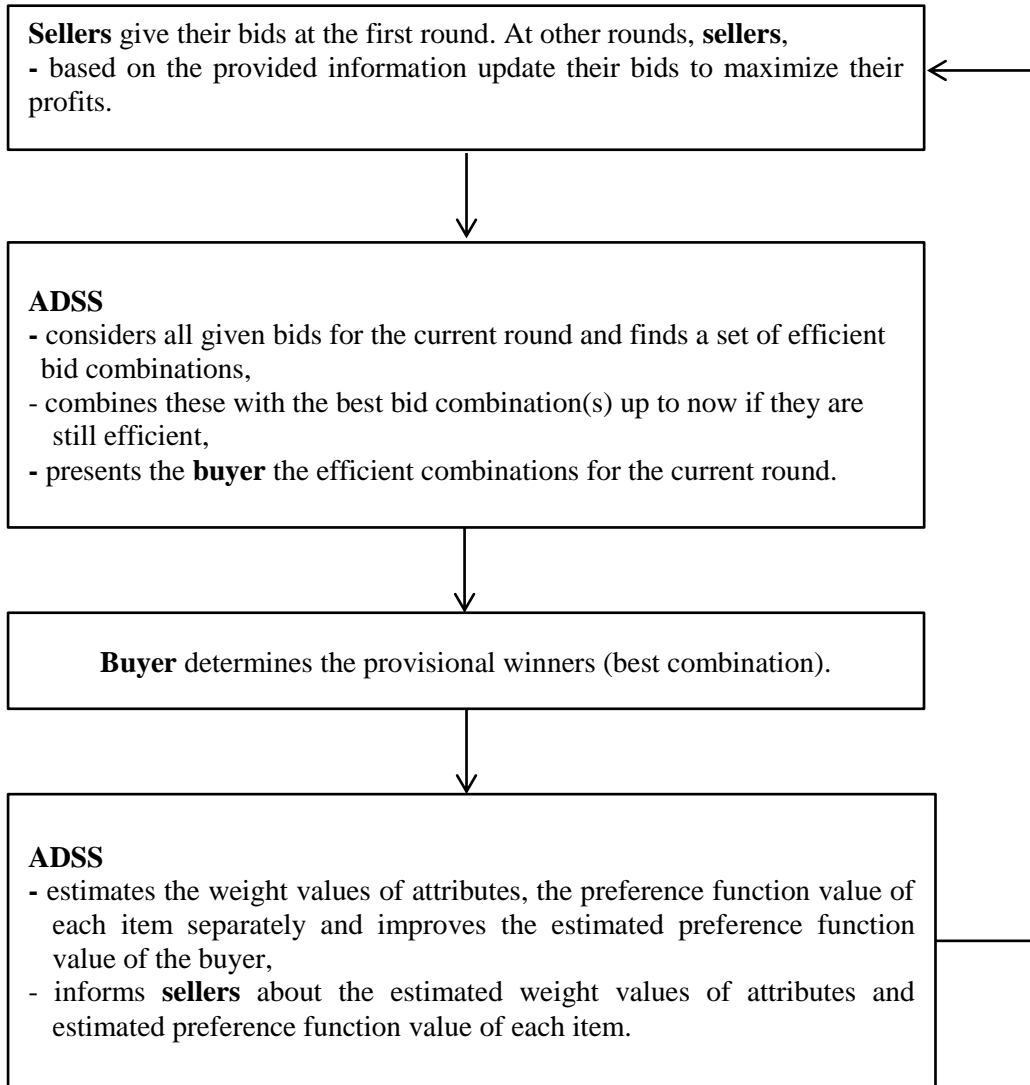 Sellers give their bids at the first round. At other rounds, sellers,
- based on the provided information update their bids to maximize their
profits.
ADSS
- considers all given bids for the current round and finds a set of efficient
bid combinations,
- combines these with the best bid combination(s) up to now if they are
still efficient,
- presents the buyer the efficient combinations for the current round.
Buyer determines the provisional winners (best combination).
ADSS
- estimates the weight values of attributes, the preference function value of
each item separately and improves the estimated preference function
value of the buyer,
- informs sellers about the estimated weight values of attributes and
estimated preference function value of each item.